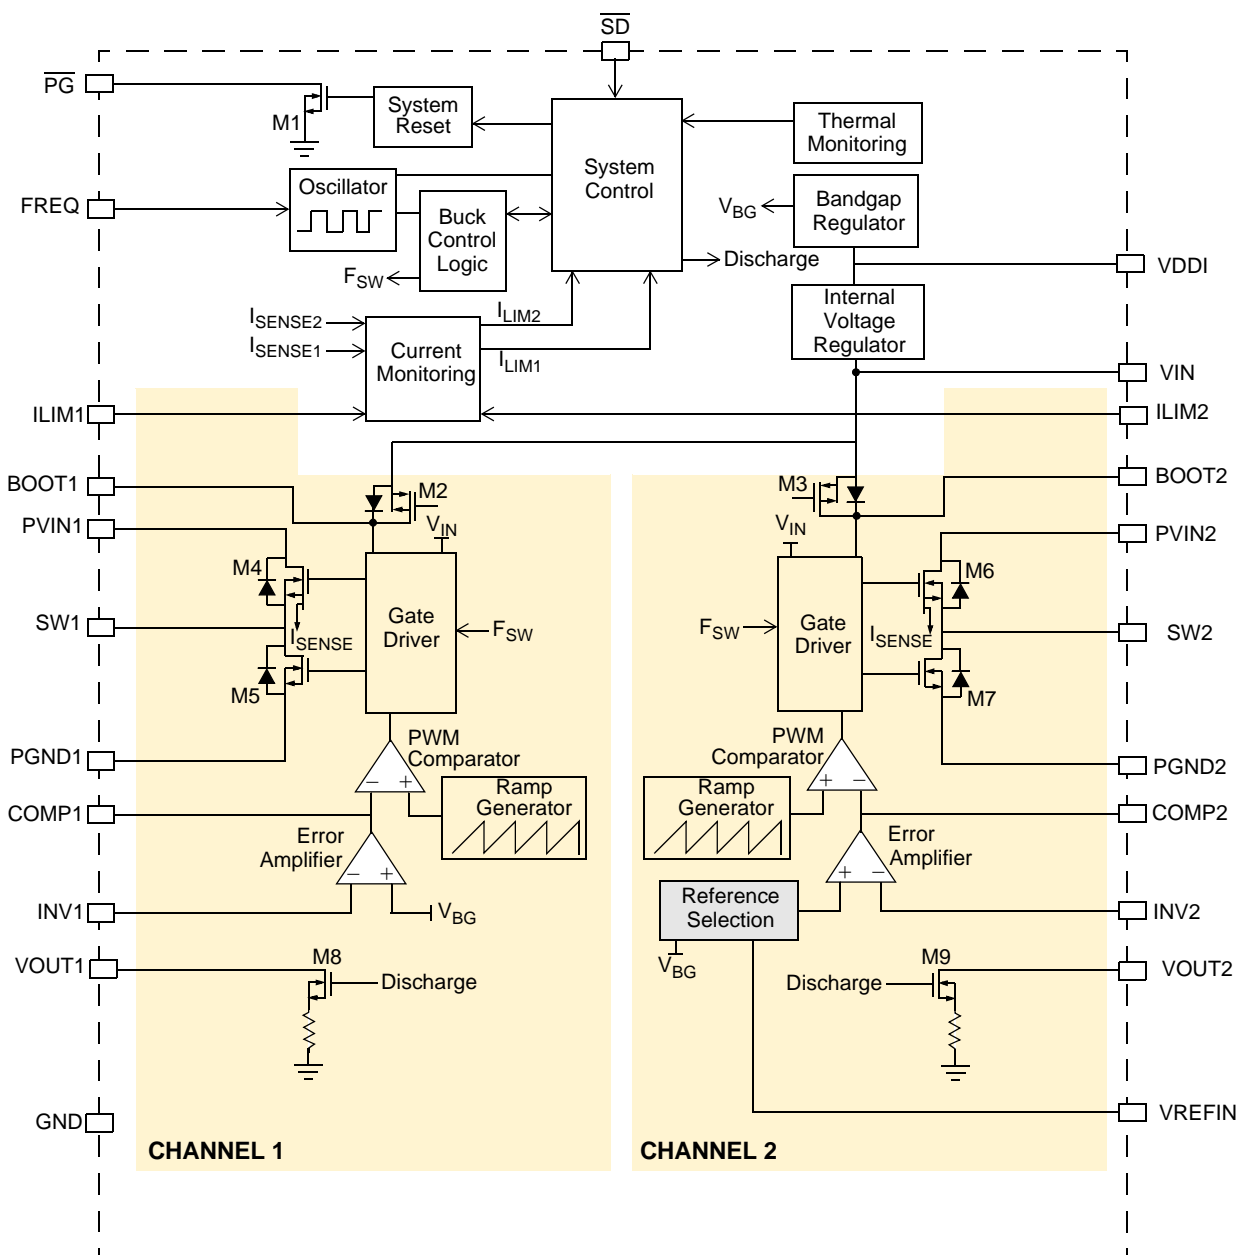 SD
PG
M1
System
Reset
System
Control
Thermal
Monitoring
FREQ
Oscillator
Buck
Control
Logic
FSW
VBG
Bandgap
Regulator
Discharge
VDDI
Internal
Voltage
Regulator
ISENSE2
ISENSE1
Current
Monitoring
ILIM2
ILIM1
VIN
ILIM1
ILIM2
BOOT1
M2
VIN
M3
VIN
BOOT2
PVIN1
M4
PVIN2
M6
SW1
ISENSE
Gate
Driver
FSW
FSW
Gate
Driver
ISENSE
SW2
M5
M7
PGND1
PWM
Comparator
− +
PWM
Comparator
+ −
PGND2
COMP1
Ramp
Generator
Ramp
Generator
COMP2
Error
Amplifier
− +
Error
Amplifier
+ −
INV1
VBG
Reference
Selection
VBG
INV2
VOUT1
M8
Discharge
Discharge
M9
VOUT2
GND
VREFIN
CHANNEL 1
CHANNEL 2